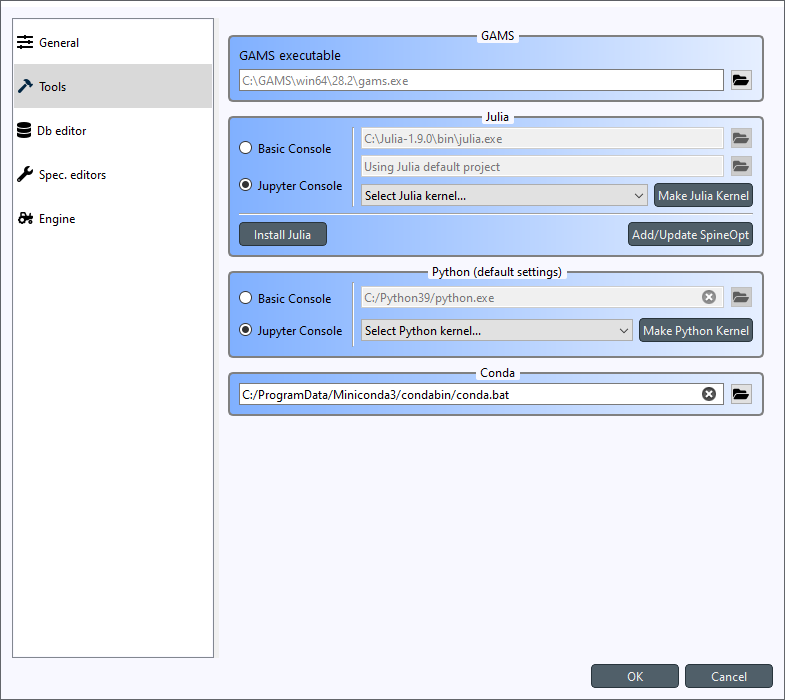 General
Tools
Db editor
Spec. editors
Engine
GAMS
GAMS executable
C:\GAMS\win64\28.2\gams.exe
Julia
Basic Console
C:\Julia-1.9.0\bin\julia.exe
Using Julia default project
Jupyter Console
Select Julia kernel...
Make Julia Kernel
Install Julia
Add/Update SpineOpt
Python (default settings)
Basic Console
C:/Python39/python.exe
Jupyter Console
Select Python kernel...
Make Python Kernel
Conda
C:/ProgramData/Miniconda3/condabin/conda.bat
OK
Cancel